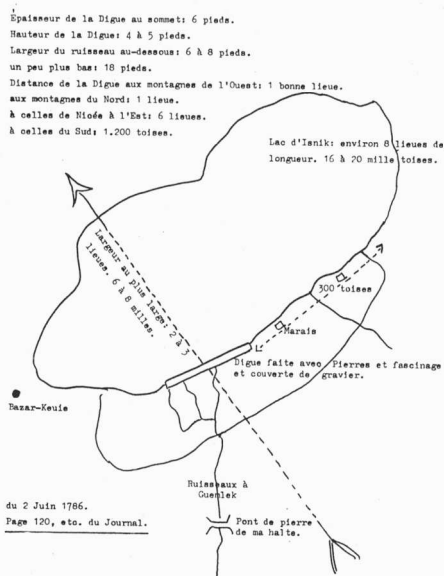 Epaisseur de la Digue au sommet: 6 pieds.
Hauteur de la Digue: 4 à 5 pieds.
Largeur du ruisseau au-dessous: 6 à 8 pieds.
un peu plus bas: 18 pieds.
Distance de la Digue aux montagnes de l'Ouest: 1 bonne lieue.
aux montagnes du Nord: 1 lieue.
à celles de Nicée à l'Est: 6 lieues.
à celles du Sud: 1.200 toises.
Lac d'Isnik: environ 8 lieues de
longueur. 16 à 20 mille toises.
Largeur au plus large: 2 à 3
lieues. 6 à 8 milles.
300 toises
Marais
Digue faite avec Pierres et fascinage
et couverte de gravier.
Bazar-Keuie
Ruisseaux à
Guemlek
du 2 Juin 1786.
Page 120, etc. du Journal.
Pont de pierre
de ma halte.